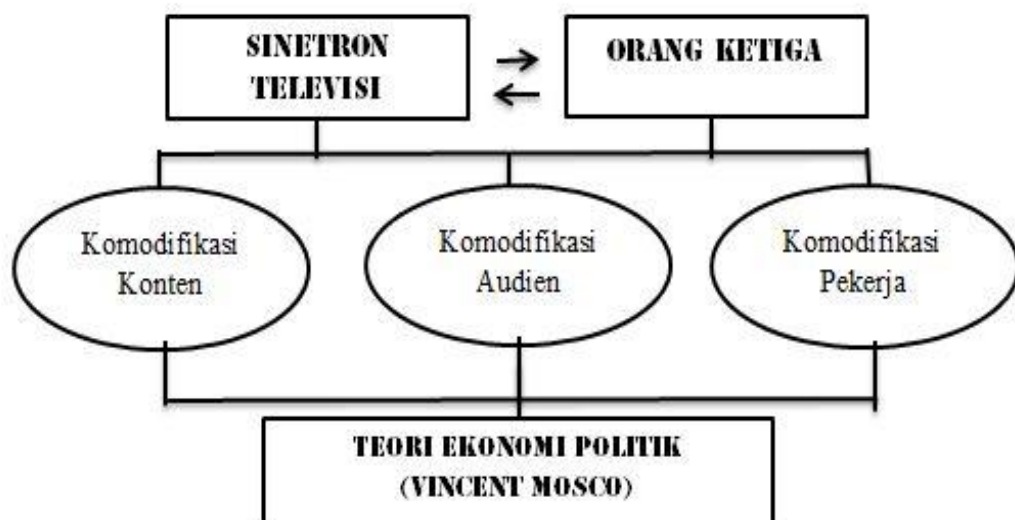 SINETRON
TELEVISI
ORANG KETIGA
Komodifikasi
Konten
Komodifikasi
Audien
Komodifikasi
Pekerja
TEORI EKONOMI POLITIK
(VINCENT MOSCO)